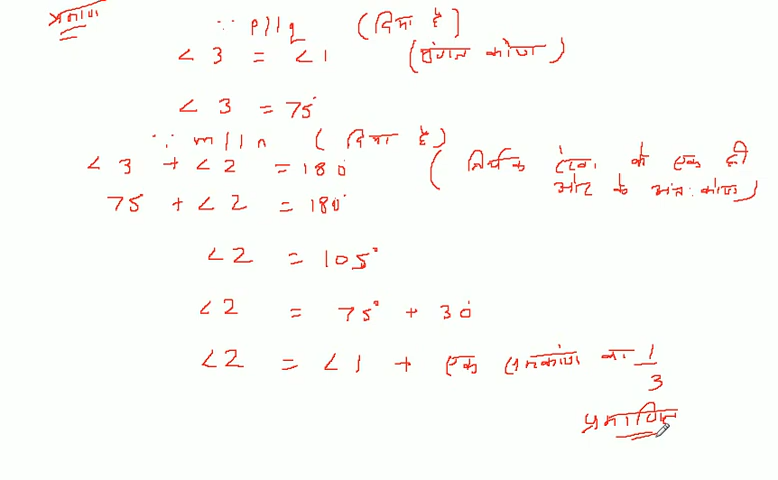 प्रमाण
∵ p||q (दिया है)
∠3 = ∠1 (संगत कोण)
∠3 = 75°
∵ m||n (दिया है)
∠3 + ∠2 = 180° (तिर्यक रेखा के एक ही
75 + ∠2 = 180° ओर के अंतः कोण)
∠2 = 105°
∠2 = 75° + 30°
∠2 = ∠1 + एक समकोण का 1/3
प्रमाणित